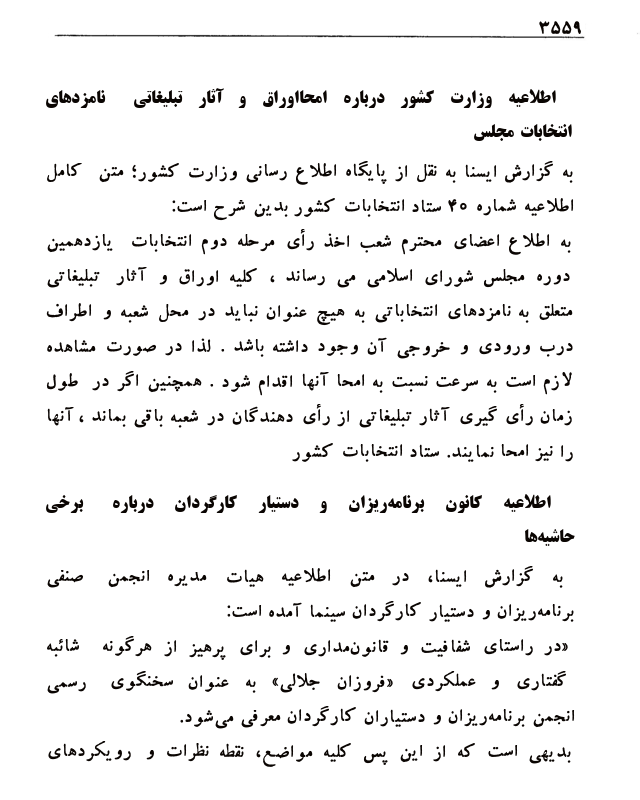 ۳۵۵۹
اطلاعیه وزارت کشور درباره امحااوراق و آثار تبلیغاتی نامزدهای
انتخابات مجلس
به گزارش ایسنا به نقل از پایگاه اطلاع رسانی وزارت کشور؛ متن کامل
اطلاعیه شماره ۴۰ ستاد انتخابات کشور بدین شرح است:
به اطلاع اعضای محترم شعب اخذ رأی مرحله دوم انتخابات یازدهمین
دوره مجلس شورای اسلامی می رساند ، کلیه اوراق و آثار تبلیغاتی
متعلق به نامزدهای انتخاباتی به هیچ عنوان نباید در محل شعبه و اطراف
درب ورودی و خروجی آن وجود داشته باشد . لذا در صورت مشاهده
لازم است به سرعت نسبت به امحا آنها اقدام شود . همچنین اگر در طول
زمان رأی گیری آثار تبلیغاتی از رأی دهندگان در شعبه باقی بماند ، آنها
را نیز امحا نمایند. ستاد انتخابات کشور
اطلاعیه کانون برنامه‌ریزان و دستیار کارگردان درباره برخی
حاشیه‌ها
به گزارش ایسنا، در متن اطلاعیه هیات مدیره انجمن صنفی
برنامه‌ریزان و دستیار کارگردان سینما آمده است:
«در راستای شفافیت و قانون‌مداری و برای پرهیز از هرگونه شائبه
گفتاری و عملکردی «فروزان جلالی» به عنوان سخنگوی رسمی
انجمن برنامه‌ریزان و دستیاران کارگردان معرفی می‌شود.
بدیهی است که از این پس کلیه مواضع، نقطه نظرات و رویکردهای